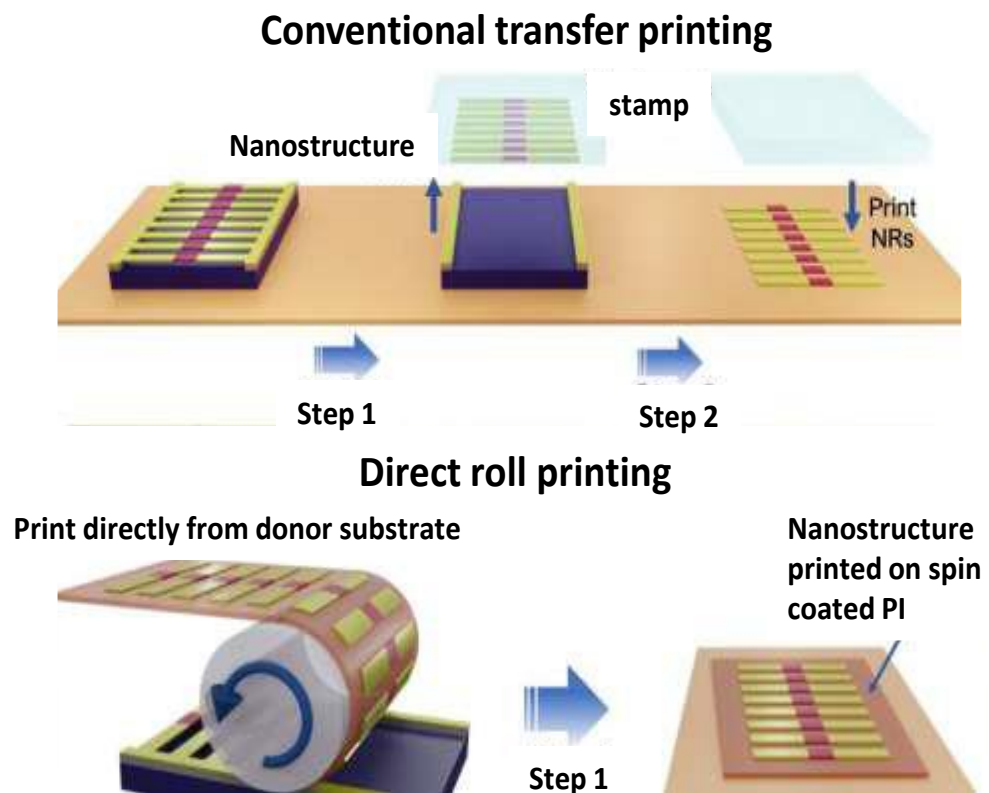 Conventional transfer printing
stamp
Nanostructure
Print
NRs
Step 1
Step 2
Direct roll printing
Print directly from donor substrate
Nanostructure
printed on spin
coated PI
Step 1